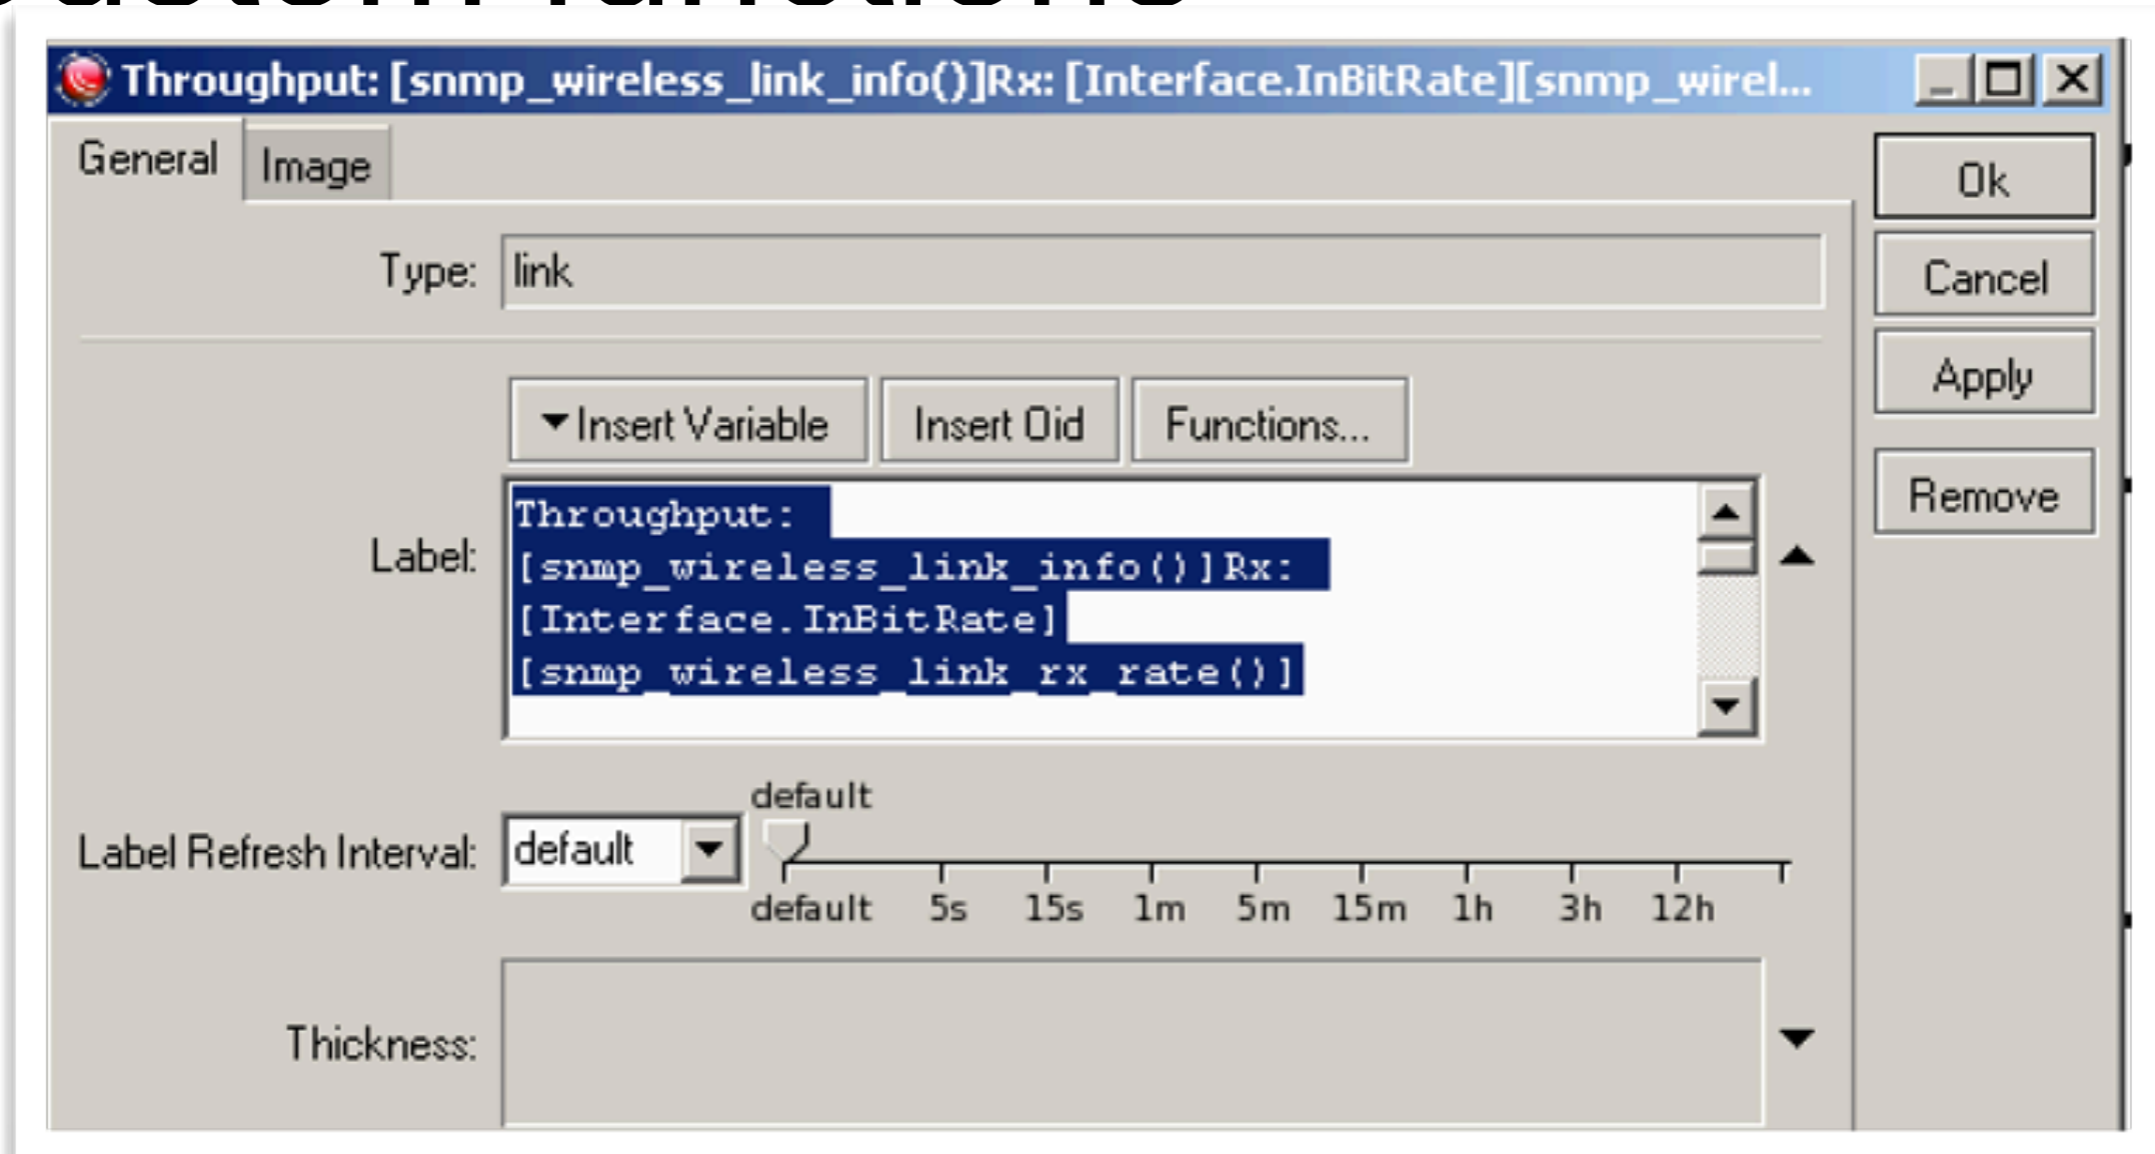 Throughput: [snmp_wireless_link_info()]Rx: [Interface.InBitRate][snmp_wirel...
General
Image
Ok
Type:
link
Cancel
Apply
Insert Variable
Insert Oid
Functions...
Remove
Label:
Throughput:
[snmp_wireless_link_info()]Rx:
[Interface.InBitRate]
[snmp_wireless_link_rx_rate()]
default
Label Refresh Interval:
default
default 5s 15s 1m 5m 15m 1h 3h 12h
Thickness: